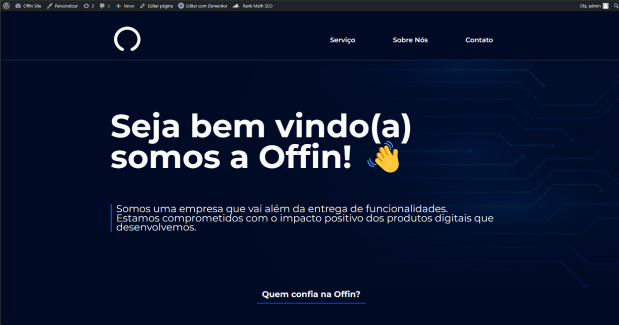 Offin Site Personalizar 3 0 Novo Editar página Editar com Elementor Rank Math SEO Olá, admin
Serviço Sobre Nós Contato
Seja bem vindo(a)
somos a Offin!
Somos uma empresa que vai além da entrega de funcionalidades.
Estamos comprometidos com o impacto positivo dos produtos digitais que
desenvolvemos.
Quem confia na Offin?